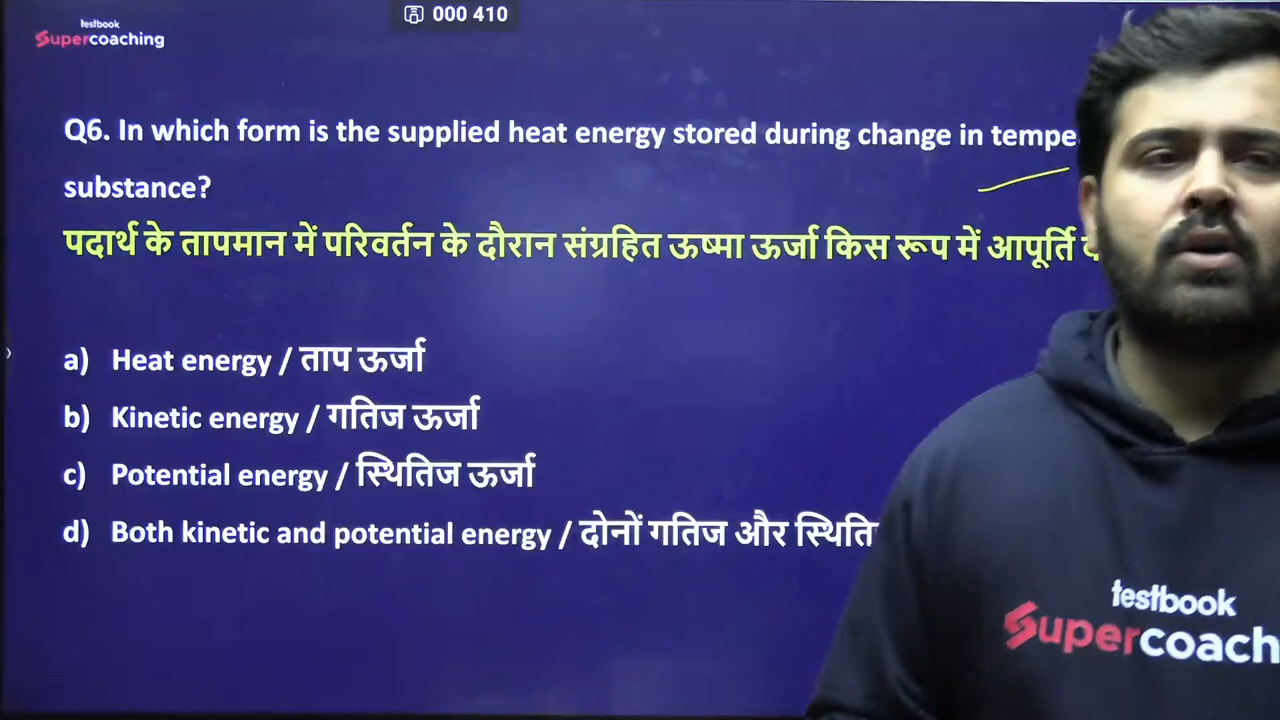 testbook
Supercoaching
000 410
Q6. In which form is the supplied heat energy stored during change in
substance?
पदार्थ के तापमान में परिवर्तन के दौरान संग्रहित ऊष्मा ऊर्जा किस रूप में आपूर्ति
a) Heat energy / ताप ऊर्जा
b) Kinetic energy / गतिज ऊर्जा
c) Potential energy / स्थितिज ऊर्जा
d) Both kinetic and potential energy / दोनों गतिज और
testbook
Supercoach